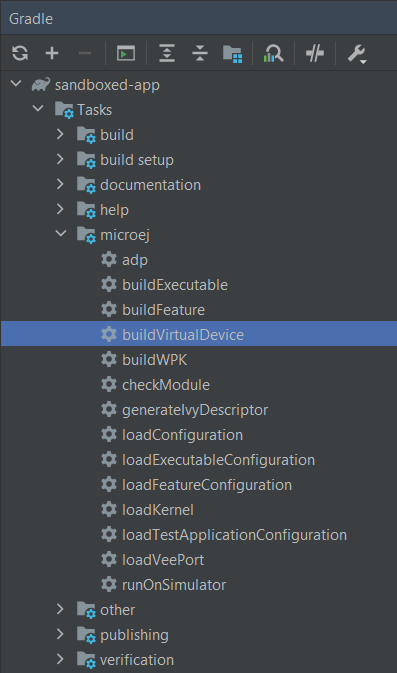 Gradle
sandboxed-app
Tasks
build
build setup
documentation
help
microej
adp
buildExecutable
buildFeature
buildVirtualDevice
buildWPK
checkModule
generateIvyDescriptor
loadConfiguration
loadExecutableConfiguration
loadFeatureConfiguration
loadKernel
loadTestApplicationConfiguration
loadVeePort
runOnSimulator
other
publishing
verification